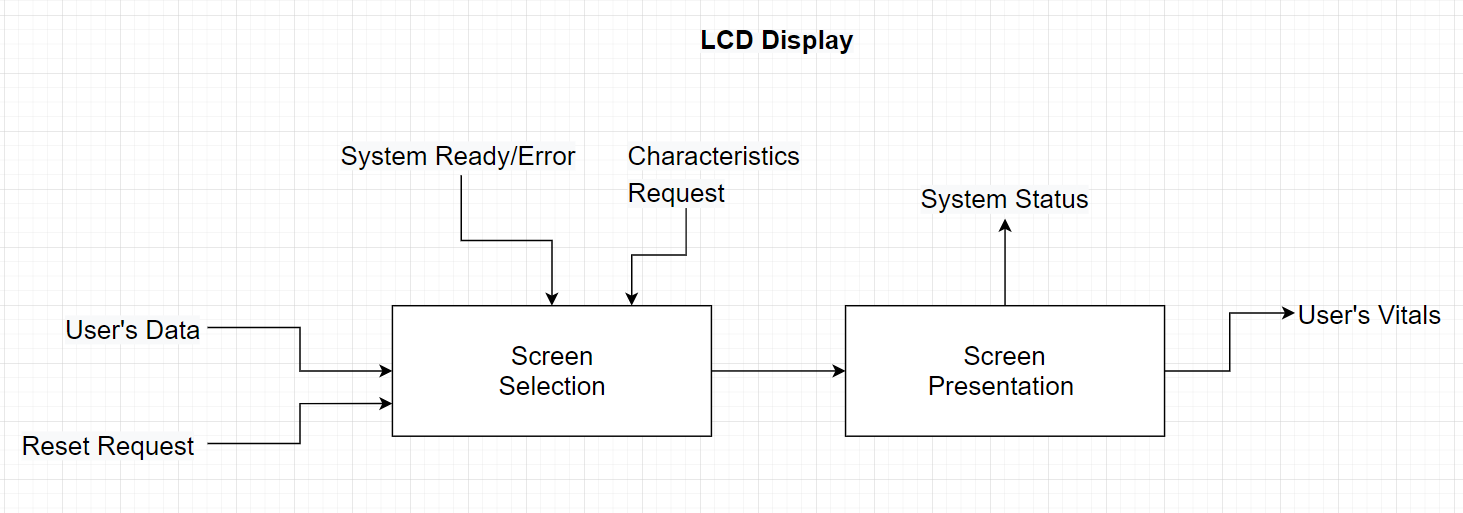 LCD Display
System Ready/Error
Characteristics
Request
System Status
User's Data
User's Vitals
Screen
Selection
Screen
Presentation
Reset Request